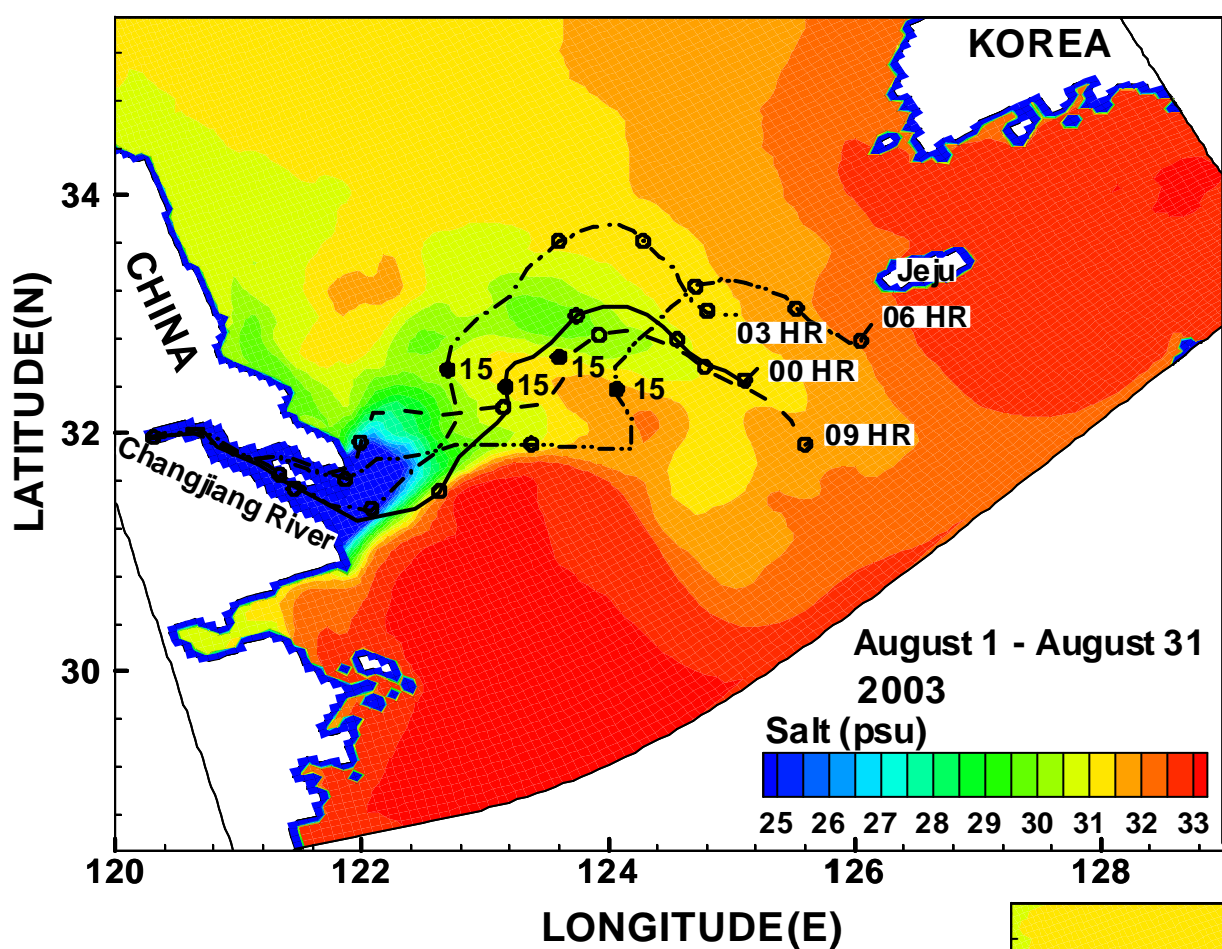 KOREA
34
CHINA
Jeju
06 HR
03 HR
15
15
15
15
00 HR
32
09 HR
Changjiang River
LATITUDE(N)
30
August 1 - August 31
2003
Salt (psu)
25 26 27 28 29 30 31 32 33
120 122 124 126 128
LONGITUDE(E)